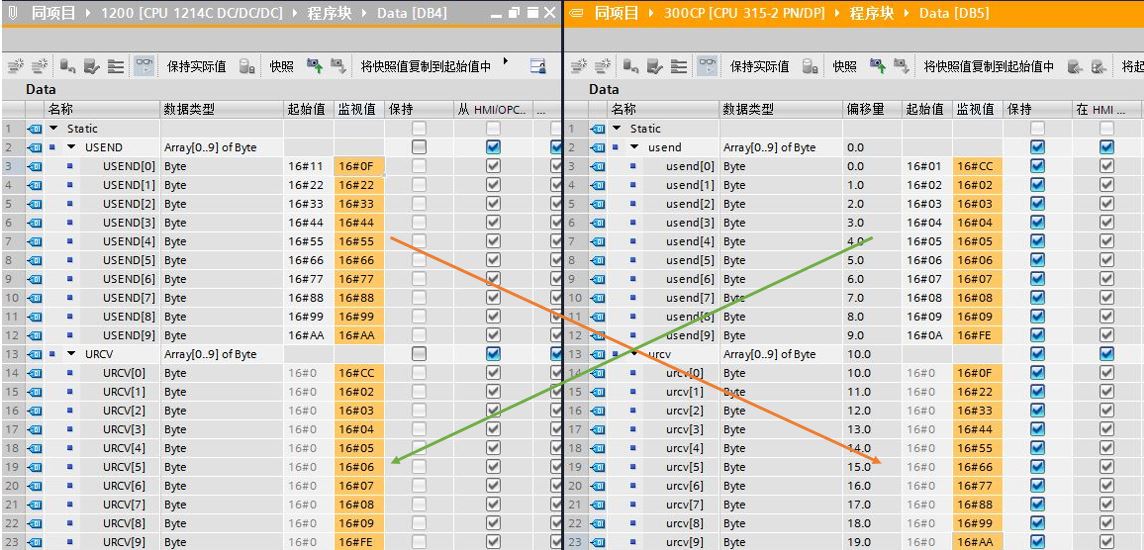 1200 [CPU 1214C DC/DC/DC] 程序块 Data [DB4]
保持实际值 快照 将快照值复制到起始值中
Data
名称 数据类型 起始值 监视值 保持 从 HMI/OPC... ...
1 Static
2 USEND Array[0..9] of Byte
3 USEND[0] Byte 16#11 16#0F
4 USEND[1] Byte 16#22 16#22
5 USEND[2] Byte 16#33 16#33
6 USEND[3] Byte 16#44 16#44
7 USEND[4] Byte 16#55 16#55
8 USEND[5] Byte 16#66 16#66
9 USEND[6] Byte 16#77 16#77
10 USEND[7] Byte 16#88 16#88
11 USEND[8] Byte 16#99 16#99
12 USEND[9] Byte 16#AA 16#AA
13 URCV Array[0..9] of Byte
14 URCV[0] Byte 16#0 16#CC
15 URCV[1] Byte 16#0 16#02
16 URCV[2] Byte 16#0 16#03
17 URCV[3] Byte 16#0 16#04
18 URCV[4] Byte 16#0 16#05
19 URCV[5] Byte 16#0 16#06
20 URCV[6] Byte 16#0 16#07
21 URCV[7] Byte 16#0 16#08
22 URCV[8] Byte 16#0 16#09
23 URCV[9] Byte 16#0 16#FE
同项目 300CP [CPU 315-2 PN/DP] 程序块 Data [DB5]
保持实际值 快照 将快照值复制到起始值中 将起
Data
名称 数据类型 偏移量 起始值 监视值 保持 在 HMI ...
1 Static
2 usend Array[0..9] of Byte 0.0
3 usend[0] Byte 0.0 16#01 16#CC
4 usend[1] Byte 1.0 16#02 16#02
5 usend[2] Byte 2.0 16#03 16#03
6 usend[3] Byte 3.0 16#04 16#04
7 usend[4] Byte 4.0 16#05 16#05
8 usend[5] Byte 5.0 16#06 16#06
9 usend[6] Byte 6.0 16#07 16#07
10 usend[7] Byte 7.0 16#08 16#08
11 usend[8] Byte 8.0 16#09 16#09
12 usend[9] Byte 9.0 16#0A 16#FE
13 urcv Array[0..9] of Byte 10.0
14 urcv[0] Byte 10.0 16#0 16#0F
15 urcv[1] Byte 11.0 16#0 16#22
16 urcv[2] Byte 12.0 16#0 16#33
17 urcv[3] Byte 13.0 16#0 16#44
18 urcv[4] Byte 14.0 16#0 16#55
19 urcv[5] Byte 15.0 16#0 16#66
20 urcv[6] Byte 16.0 16#0 16#77
21 urcv[7] Byte 17.0 16#0 16#88
22 urcv[8] Byte 18.0 16#0 16#99
23 urcv[9] Byte 19.0 16#0 16#AA